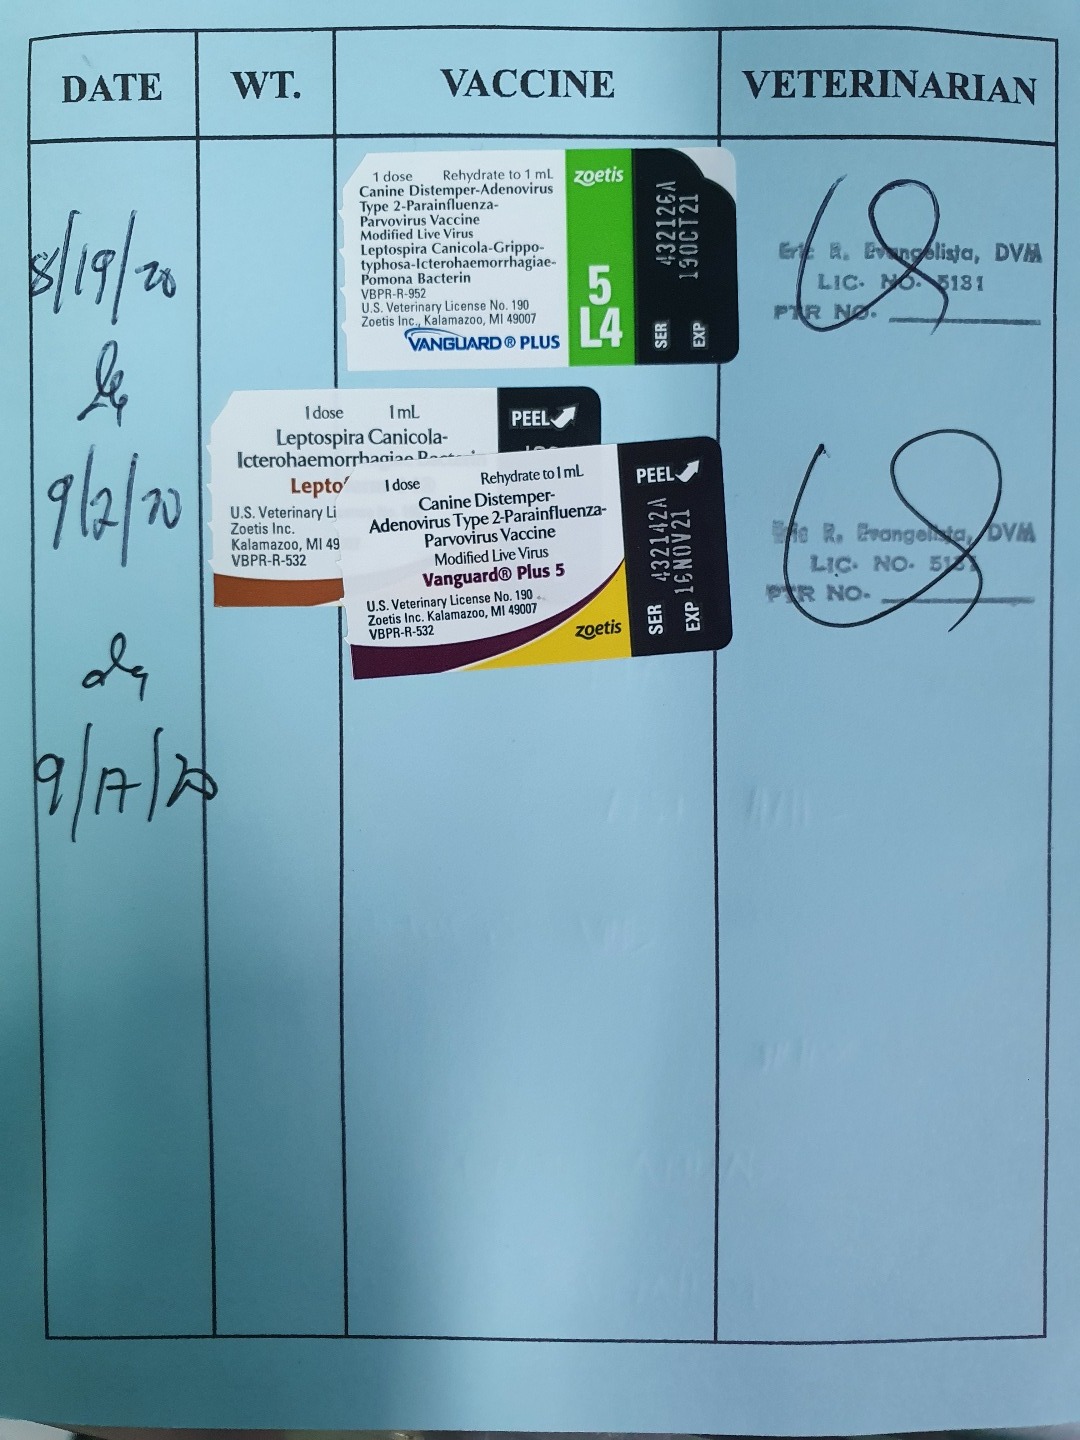 DATE WT. VACCINE VETERINARIAN
8/19/20
1 dose Rehydrate to 1 mL
Canine Distemper-Adenovirus
Type 2-Parainfluenza-
Parvovirus Vaccine
Modified Live Virus
Leptospira Canicola-Grippo-
typhosa-Icterohaemorrhagiae-
Pomona Bacterin
VBPR-R-952
U.S. Veterinary License No. 190
Zoetis Inc., Kalamazoo, MI 49007
VANGUARD® PLUS
zoetis
5
L4
SER 432126A
EXP 19OCT21
Eric R. Evangelista, DVM
LIC. NO. 5131
PTR NO.
9/2/20
1 dose 1 mL
Leptospira Canicola-
Icterohaemorrhagiae
Lepto
U.S. Veterinary Li
Zoetis Inc.
Kalamazoo, MI 49
VBPR-R-532
PEEL
1 dose Rehydrate to 1 mL
Canine Distemper-
Adenovirus Type 2-Parainfluenza-
Parvovirus Vaccine
Modified Live Virus
Vanguard® Plus 5
U.S. Veterinary License No. 190
Zoetis Inc. Kalamazoo, MI 49007
VBPR-R-532
zoetis
PEEL
SER 432142A
EXP 16NOV21
Eric R. Evangelista, DVM
LIC. NO.
PTR NO.
9/17/20